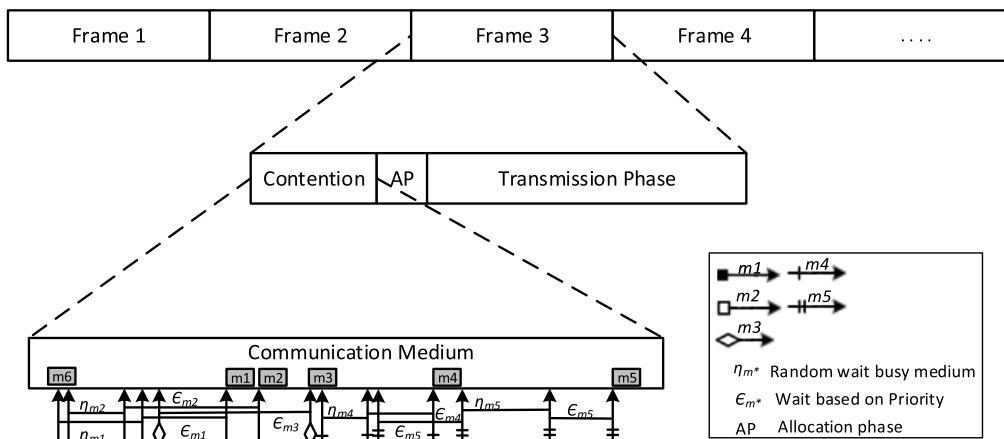 Frame 1 Frame 2 Frame 3 Frame 4 ....
Contention AP Transmission Phase
Communication Medium
m6 m1 m2 m3 m4 m5
ηm2 ϵm2 ηm4 ϵm4 ηm5 ϵm5
ηm1 ϵm1 ϵm3 ϵm5
m1 m4
m2 m5
m3
ηm* Random wait busy medium
ϵm* Wait based on Priority
AP Allocation phase